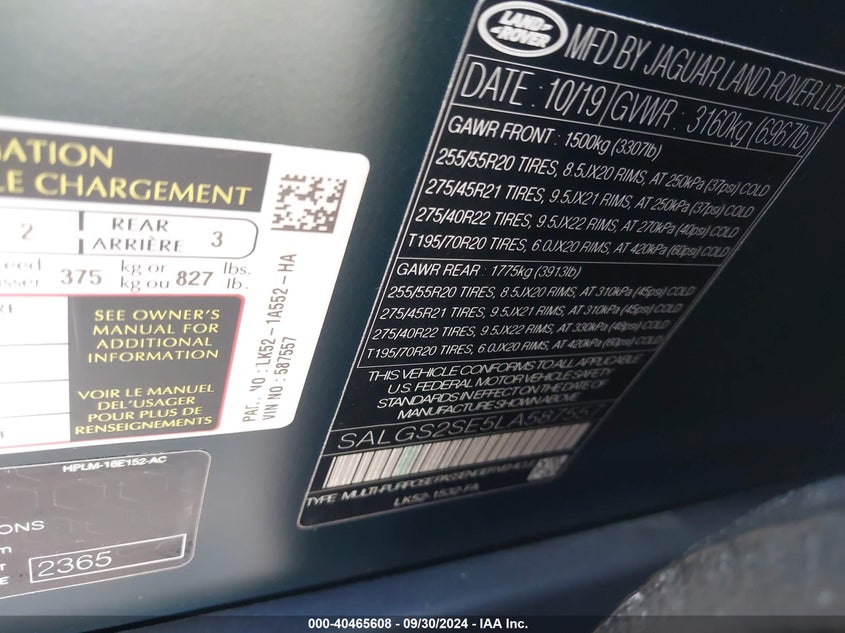 MATION
LE CHARGEMENT
2 REAR ARRIÈRE 3
375 kg or kg ou 827 lbs. lb.
SEE OWNER'S
MANUAL FOR
ADDITIONAL
INFORMATION
VOIR LE MANUEL
DEL'USAGER
POUR PLUS DE
RENSEIGNEMENTS
PART NO : LK52-1A552-HA
VIN NO : 587557
HPLM-16E152-AC
2365
LAND
ROVER
MFD BY JAGUAR LAND ROVER LTD
DATE : 10/19 GVWR : 3160kg (6967lb)
GAWR FRONT : 1500kg (3307lb)
255/55R20 TIRES, 8.5JX20 RIMS, AT 250kPa (37psi) COLD
275/45R21 TIRES, 9.5JX21 RIMS, AT 250kPa (37psi) COLD
275/40R22 TIRES, 9.5JX22 RIMS, AT 270kPa (40psi) COLD
T195/70R20 TIRES, 6.0JX20 RIMS, AT 420kPa (60psi) COLD
GAWR REAR : 1775kg (3913lb)
255/55R20 TIRES, 8.5JX20 RIMS, AT 310kPa (45psi) COLD
275/45R21 TIRES, 9.5JX21 RIMS, AT 310kPa (45psi) COLD
275/40R22 TIRES, 9.5JX22 RIMS, AT 330kPa (48psi) COLD
T195/70R20 TIRES, 6.0JX20 RIMS, AT 420kPa (60psi) COLD
THIS VEHICLE CONFORMS TO ALL APPLICABLE
U.S. FEDERAL MOTOR VEHICLE SAFETY
STANDARDS IN EFFECT ON THE DATE OF
MANUFACTURE SHOWN ABOVE
SALGS2SE5LA587557
TYPE MULTI-PURPOSE PASSENGER VEHICLE
LK52-1532-FA
000-40465608 - 09/30/2024 - IAA Inc.